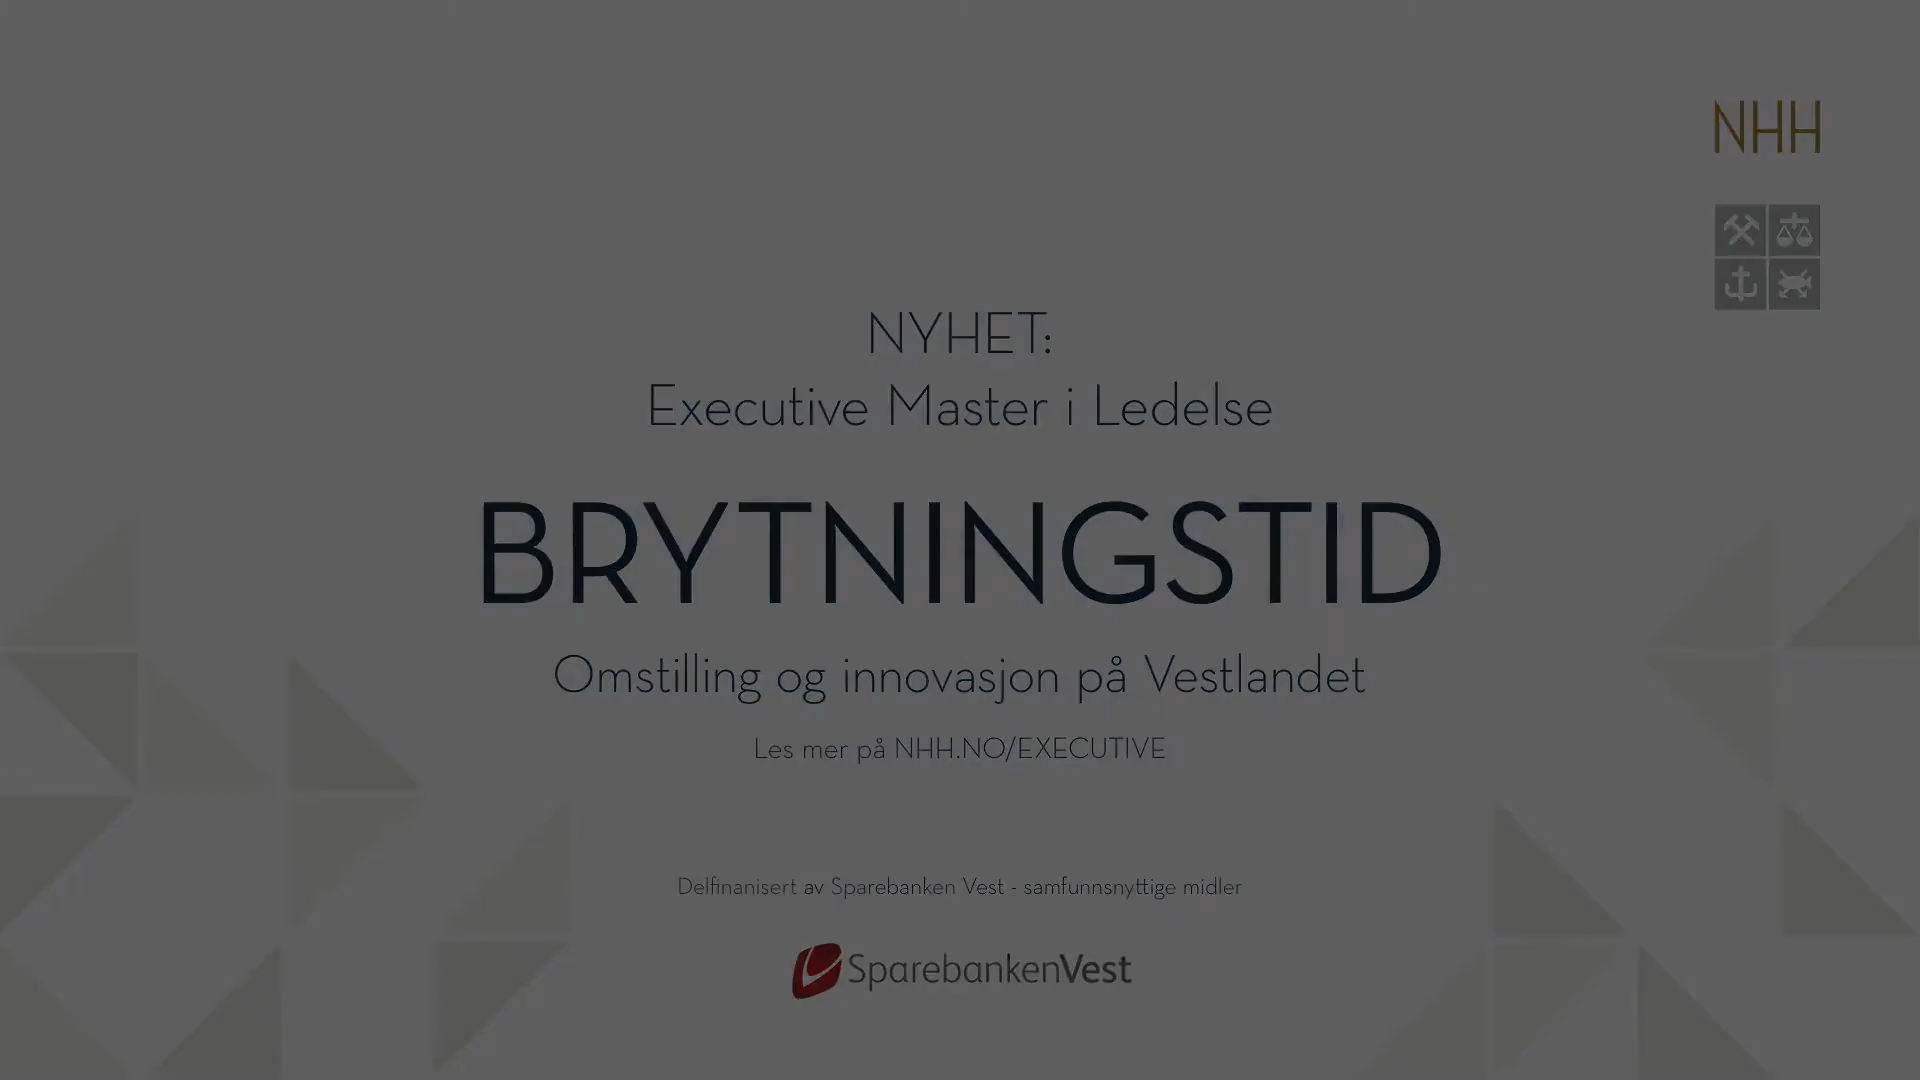 NHH
NYHET:
Executive Master i Ledelse
BRYTNINGSTID
Omstilling og innovasjon på Vestlandet
Les mer på NHH.NO/EXECUTIVE
Delfinanisert av Sparebanken Vest - samfunnsnyttige midler
SparebankenVest